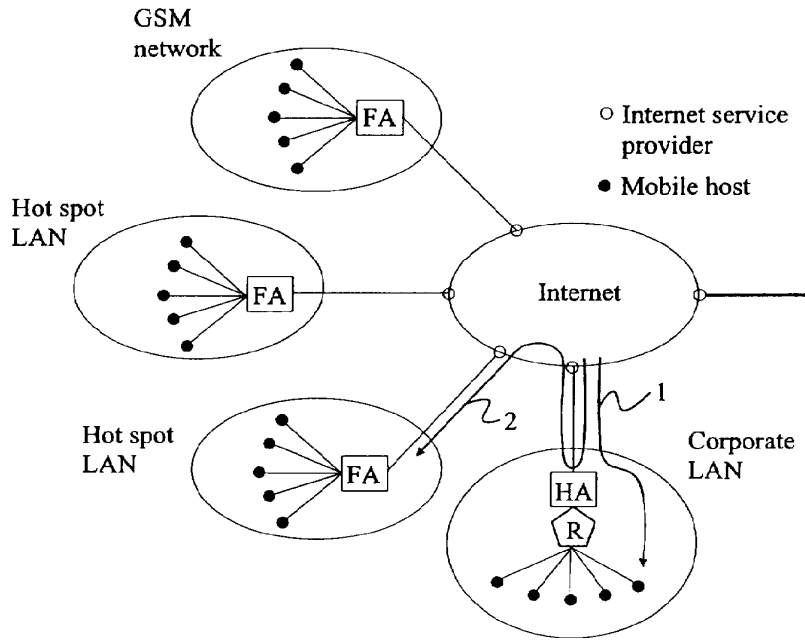 GSM
network
FA
Internet service
provider
Mobile host
Hot spot
LAN
FA
Internet
1
2
Hot spot
LAN
FA
Corporate
LAN
HA
R